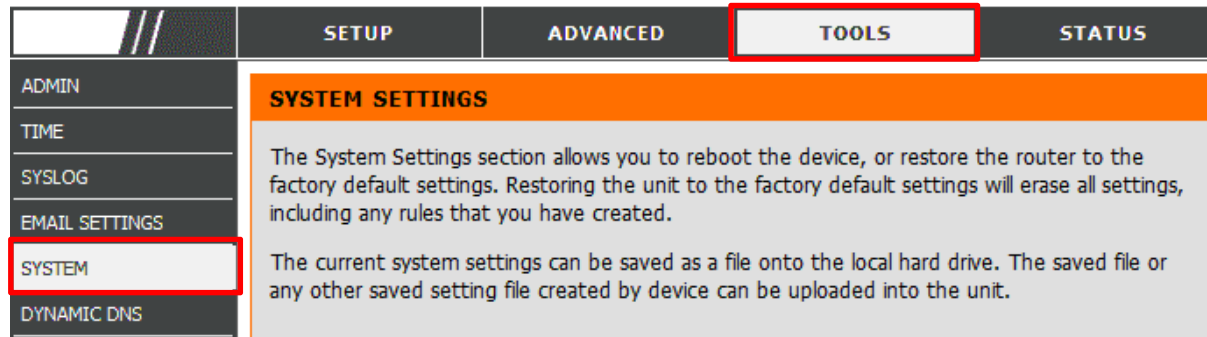 SETUP ADVANCED TOOLS STATUS
ADMIN
TIME
SYSLOG
EMAIL SETTINGS
SYSTEM
DYNAMIC DNS
SYSTEM SETTINGS
The System Settings section allows you to reboot the device, or restore the router to the
factory default settings. Restoring the unit to the factory default settings will erase all settings,
including any rules that you have created.
The current system settings can be saved as a file onto the local hard drive. The saved file or
any other saved setting file created by device can be uploaded into the unit.